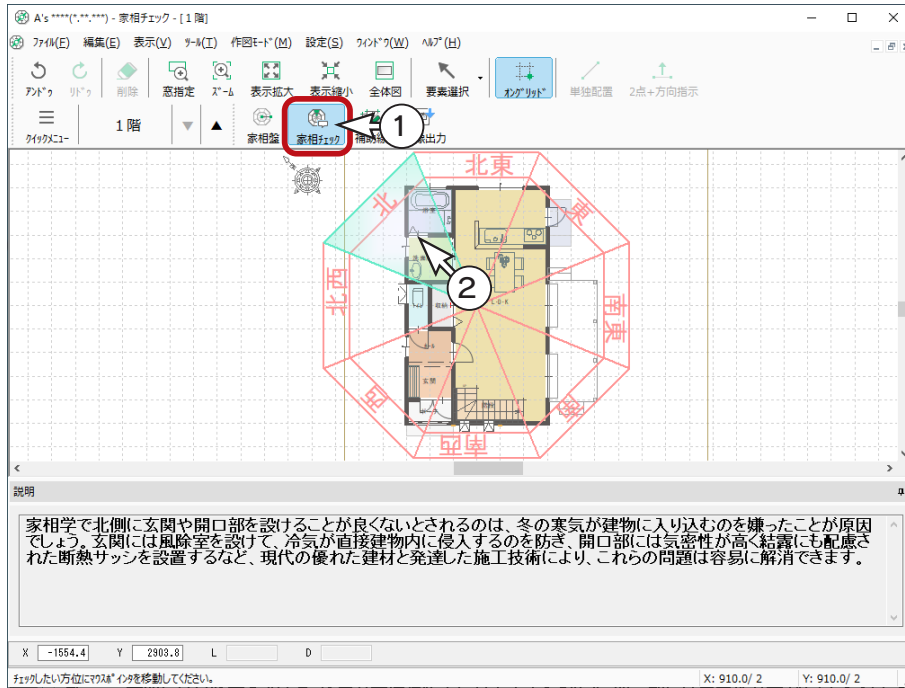 A's ****(*.**.***) - 家相チェック - [1 階]
ﾌｧｲﾙ(F) 編集(E) 表示(V) ﾂｰﾙ(T) 作図ﾓｰﾄﾞ(M) 設定(S) ｳｨﾝﾄﾞｳ(W) ﾍﾙﾌﾟ(H)
ｱﾝﾄﾞｩ ﾘﾄﾞｩ 削除 窓指定 ｽﾞｰﾑ 表示拡大 表示縮小 全体図 要素選択 ｵﾝｸﾞﾘｯﾄﾞ 単独配置 2点+方向指示
ｸｲｯｸﾒﾆｭｰ 1 階 家相盤 家相ﾁｪｯｸ 補助線 出力
1
北東
北
東
浴室
2
北西
南東
収納
L・D・K
玄関
西
南
南西
説明
家相学で北側に玄関や開口部を設けることが良くないとされるのは、冬の寒気が建物に入り込むのを嫌ったことが原因
でしょう。玄関には風除室を設けて、冷気が直接建物内に侵入するのを防ぎ、開口部には気密性が高く結露にも配慮さ
れた断熱サッシを設置するなど、現代の優れた建材と発達した施工技術により、これらの問題は容易に解消できます。
X -1554.4 Y 2903.8 L D
ﾁｪｯｸしたい方位にﾏｳｽﾎﾟｲﾝﾀを移動してください。 X: 910.0/ 2 Y: 910.0/ 2